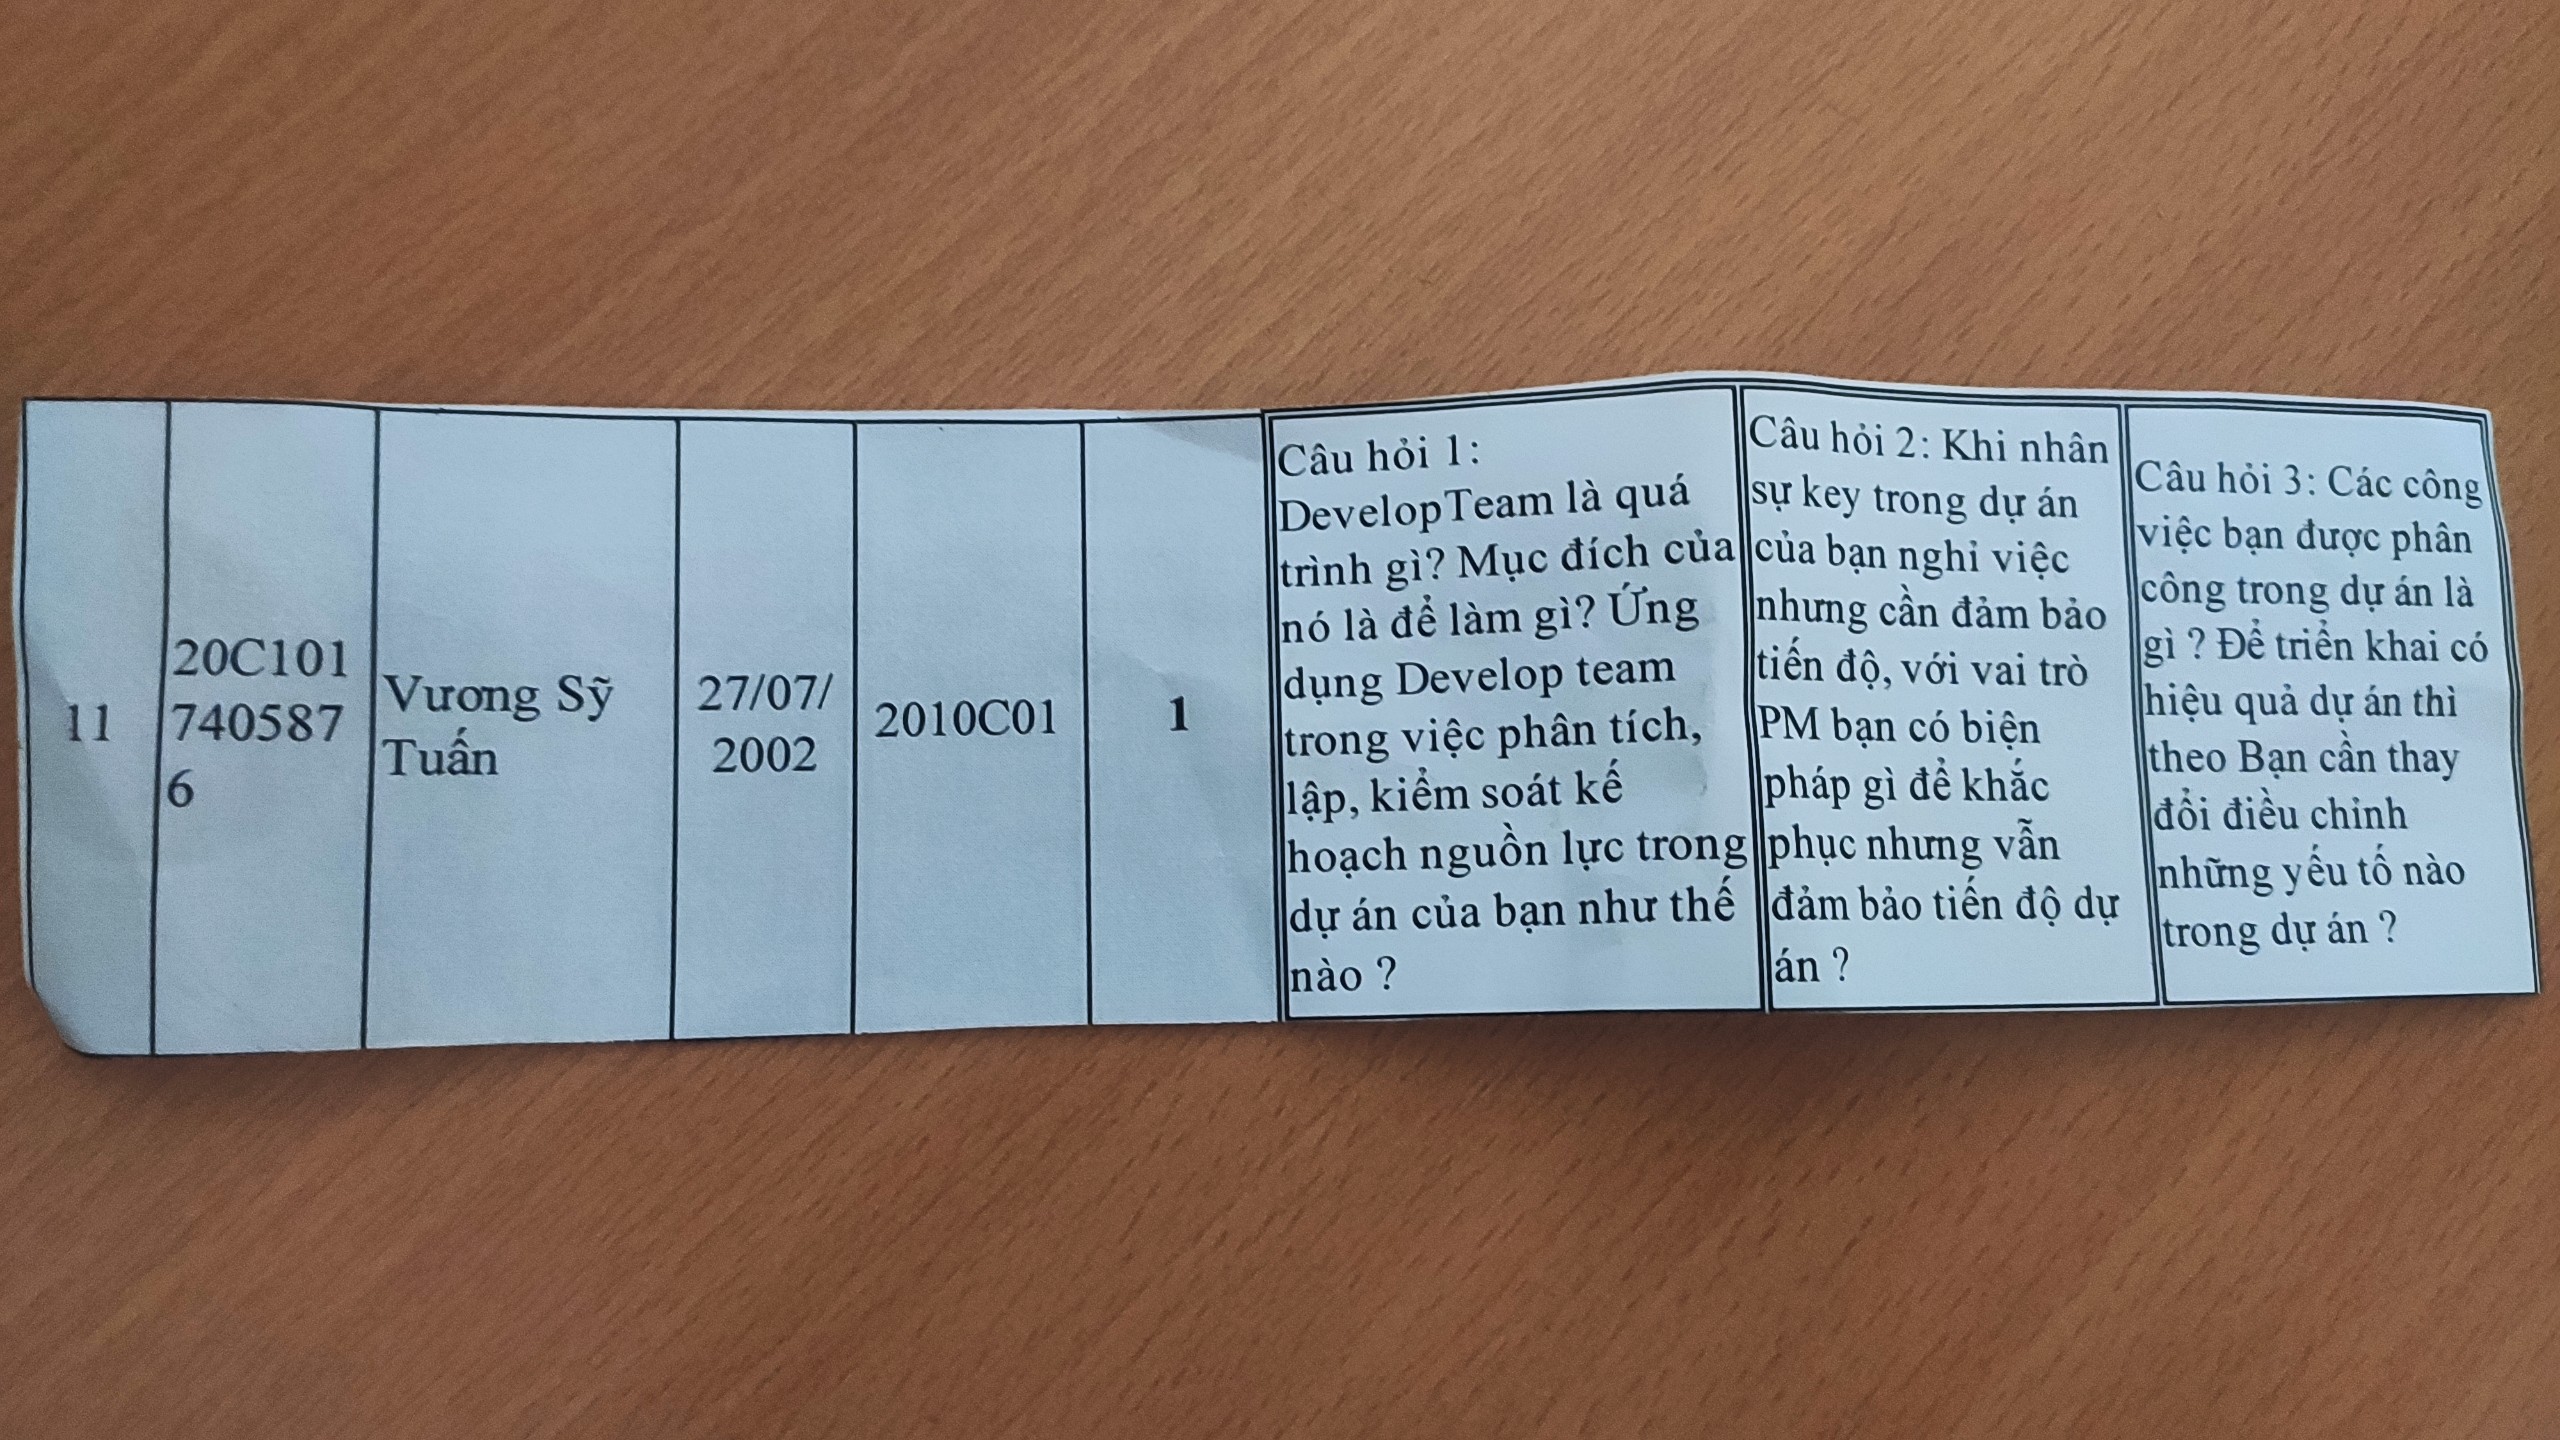 11
20C101
740587
6
Vương Sỹ
Tuấn
27/07/
2002
2010C01
1
Câu hỏi 1:
DevelopTeam là quá
trình gì? Mục đích của
nó là để làm gì? Ứng
dụng Develop team
trong việc phân tích,
lập, kiểm soát kế
hoạch nguồn lực trong
dự án của bạn như thế
nào ?
Câu hỏi 2: Khi nhân
sự key trong dự án
của bạn nghỉ việc
nhưng cần đảm bảo
tiến độ, với vai trò
PM bạn có biện
pháp gì để khắc
phục nhưng vẫn
đảm bảo tiến độ dự
án ?
Câu hỏi 3: Các công
việc bạn được phân
công trong dự án là
gì ? Để triển khai có
hiệu quả dự án thì
theo Bạn cần thay
đổi điều chỉnh
những yếu tố nào
trong dự án ?